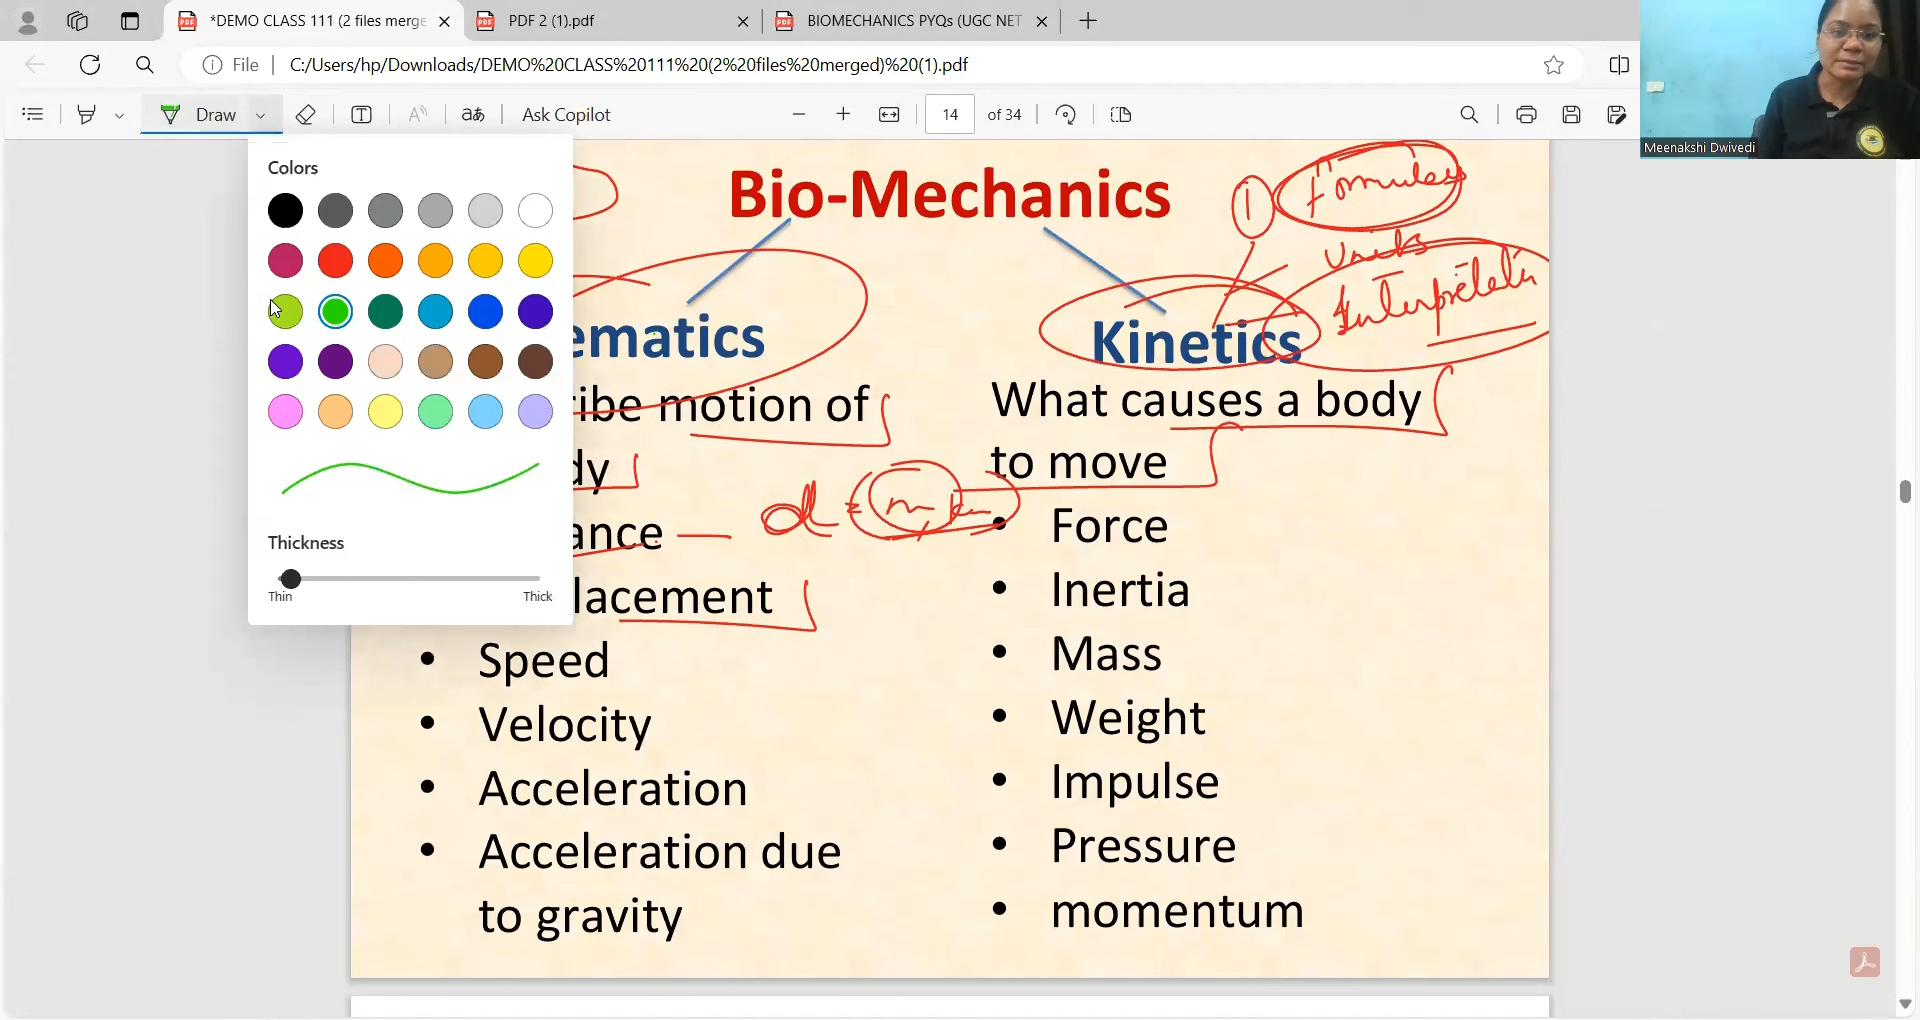 *DEMO CLASS 111 (2 files merge
PDF 2 (1).pdf
BIOMECHANICS PYQs (UGC NET
File
C:/Users/hp/Downloads/DEMO%20CLASS%20111%20(2%20files%20merged)%20(1).pdf
Draw
Ask Copilot
14 of 34
Meenakshi Dwivedi
Colors
Thickness
Thin
Thick
Bio-Mechanics
1 Formulas
Units
Interpretation
ematics
ribe motion of
dy
ance — d = m, km
lacement
• Speed
• Velocity
• Acceleration
• Acceleration due
to gravity
Kinetics
What causes a body
to move
• Force
• Inertia
• Mass
• Weight
• Impulse
• Pressure
• momentum